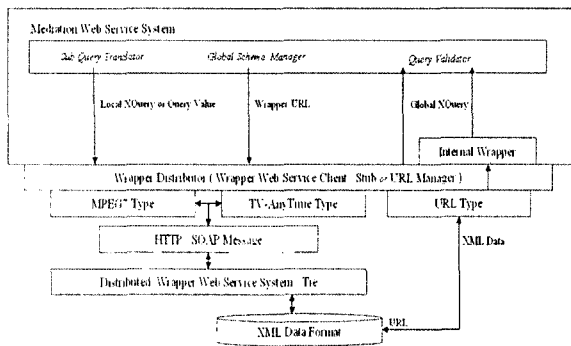 Mediation Web Service System
Sub Query Translator
Global Schema Manager
Query Validator
Local XQuery or Query Value
Wrapper URL
Global XQuery
Internal Wrapper
Wrapper Distributor ( Wrapper Web Service Client Stub or URL Manager )
MPEG7 Type
TV-AnyTime Type
URL Type
HTTP SOAP Message
XML Data
Distributed Wrapper Web Service System Tie
XML Data Format
URL